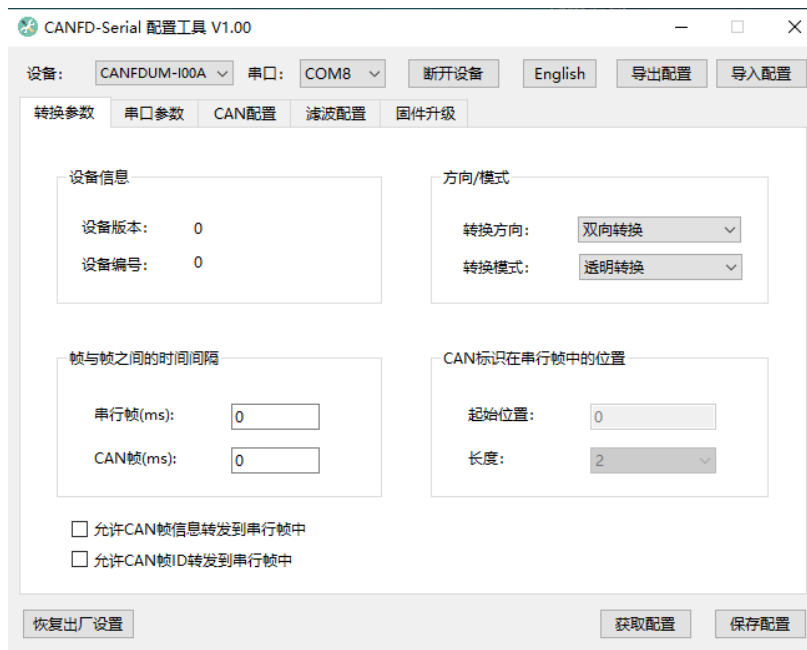 CANFD-Serial 配置工具 V1.00
设备: CANFDUM-I00A 串口: COM8 断开设备 English 导出配置 导入配置
转换参数 串口参数 CAN配置 滤波配置 固件升级
设备信息 方向/模式
设备版本: 0 转换方向: 双向转换
设备编号: 0 转换模式: 透明转换
帧与帧之间的时间间隔 CAN标识在串行帧中的位置
串行帧(ms): 0 起始位置: 0
CAN帧(ms): 0 长度: 2
允许CAN帧信息转发到串行帧中
允许CAN帧ID转发到串行帧中
恢复出厂设置 获取配置 保存配置